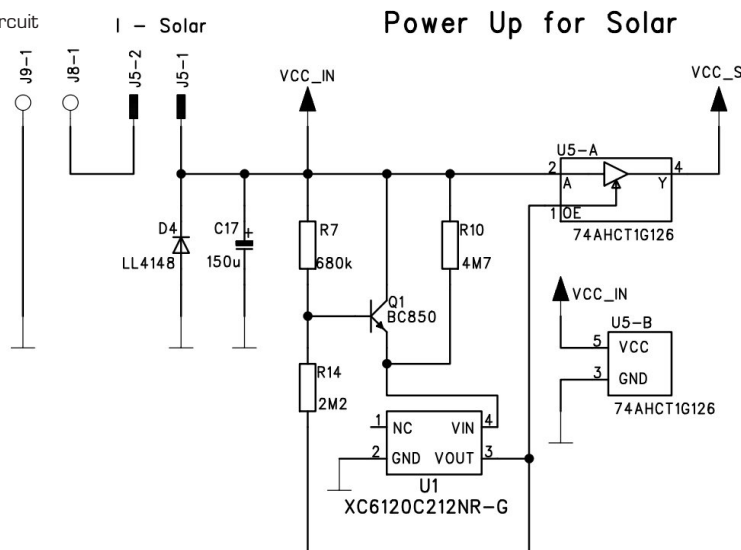 rcuit
I - Solar
Power Up for Solar
J9-1
J8-1
J5-2
J5-1
VCC_IN
VCC_S
U5-A
2
A
Y
4
1
OE
74AHCT1G126
D4
LL4148
C17
+
150u
R7
680k
R10
4M7
Q1
BC850
VCC_IN
U5-B
5
VCC
3
GND
74AHCT1G126
R14
2M2
1
NC
VIN
4
2
GND
VOUT
3
U1
XC6120C212NR-G